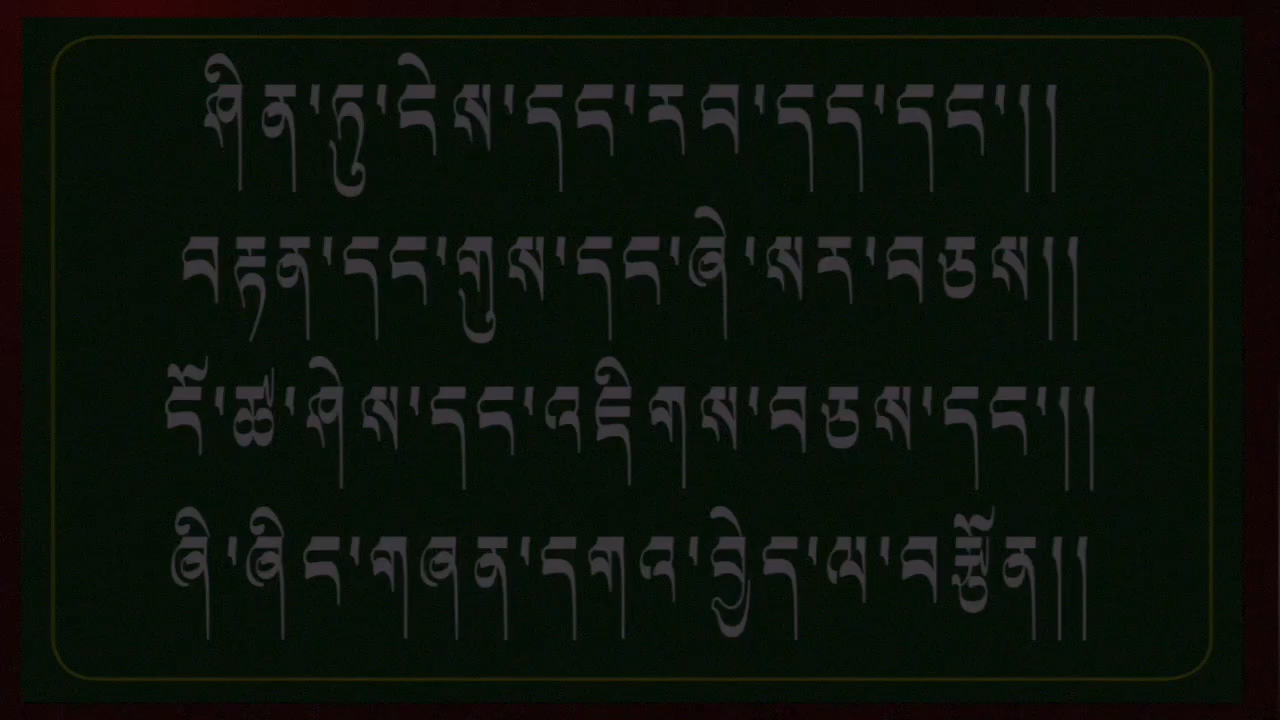 ཤིན་ཏུ་ངེས་དང་རབ་དད་དང་།།
བརྟན་དང་གུས་དང་ཞེ་སར་བཅས།།
ངོ་ཚ་ཤེས་དང་འཇིགས་བཅས་དང་།།
ཞི་ཞིང་གཞན་དགའ་བྱེད་ལ་བརྩོན།།